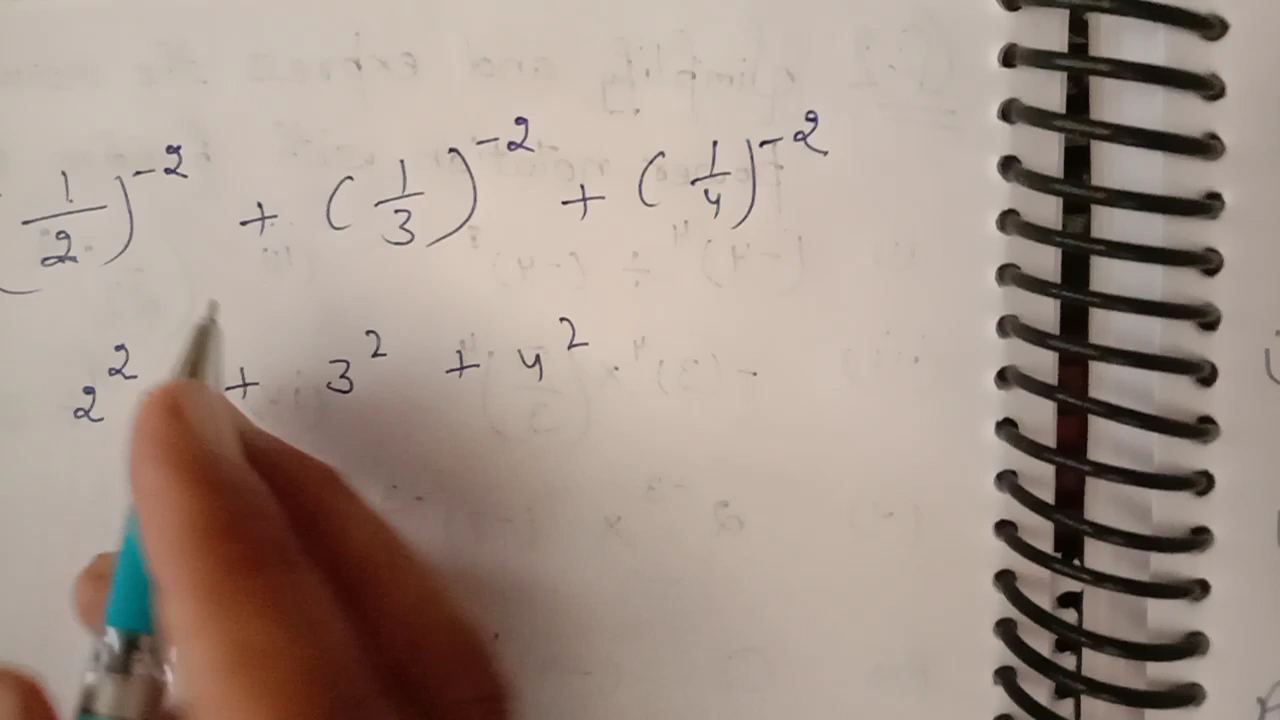 (1/2)^-2 + (1/3)^-2 + (1/4)^-2
2^2 + 3^2 + 4^2